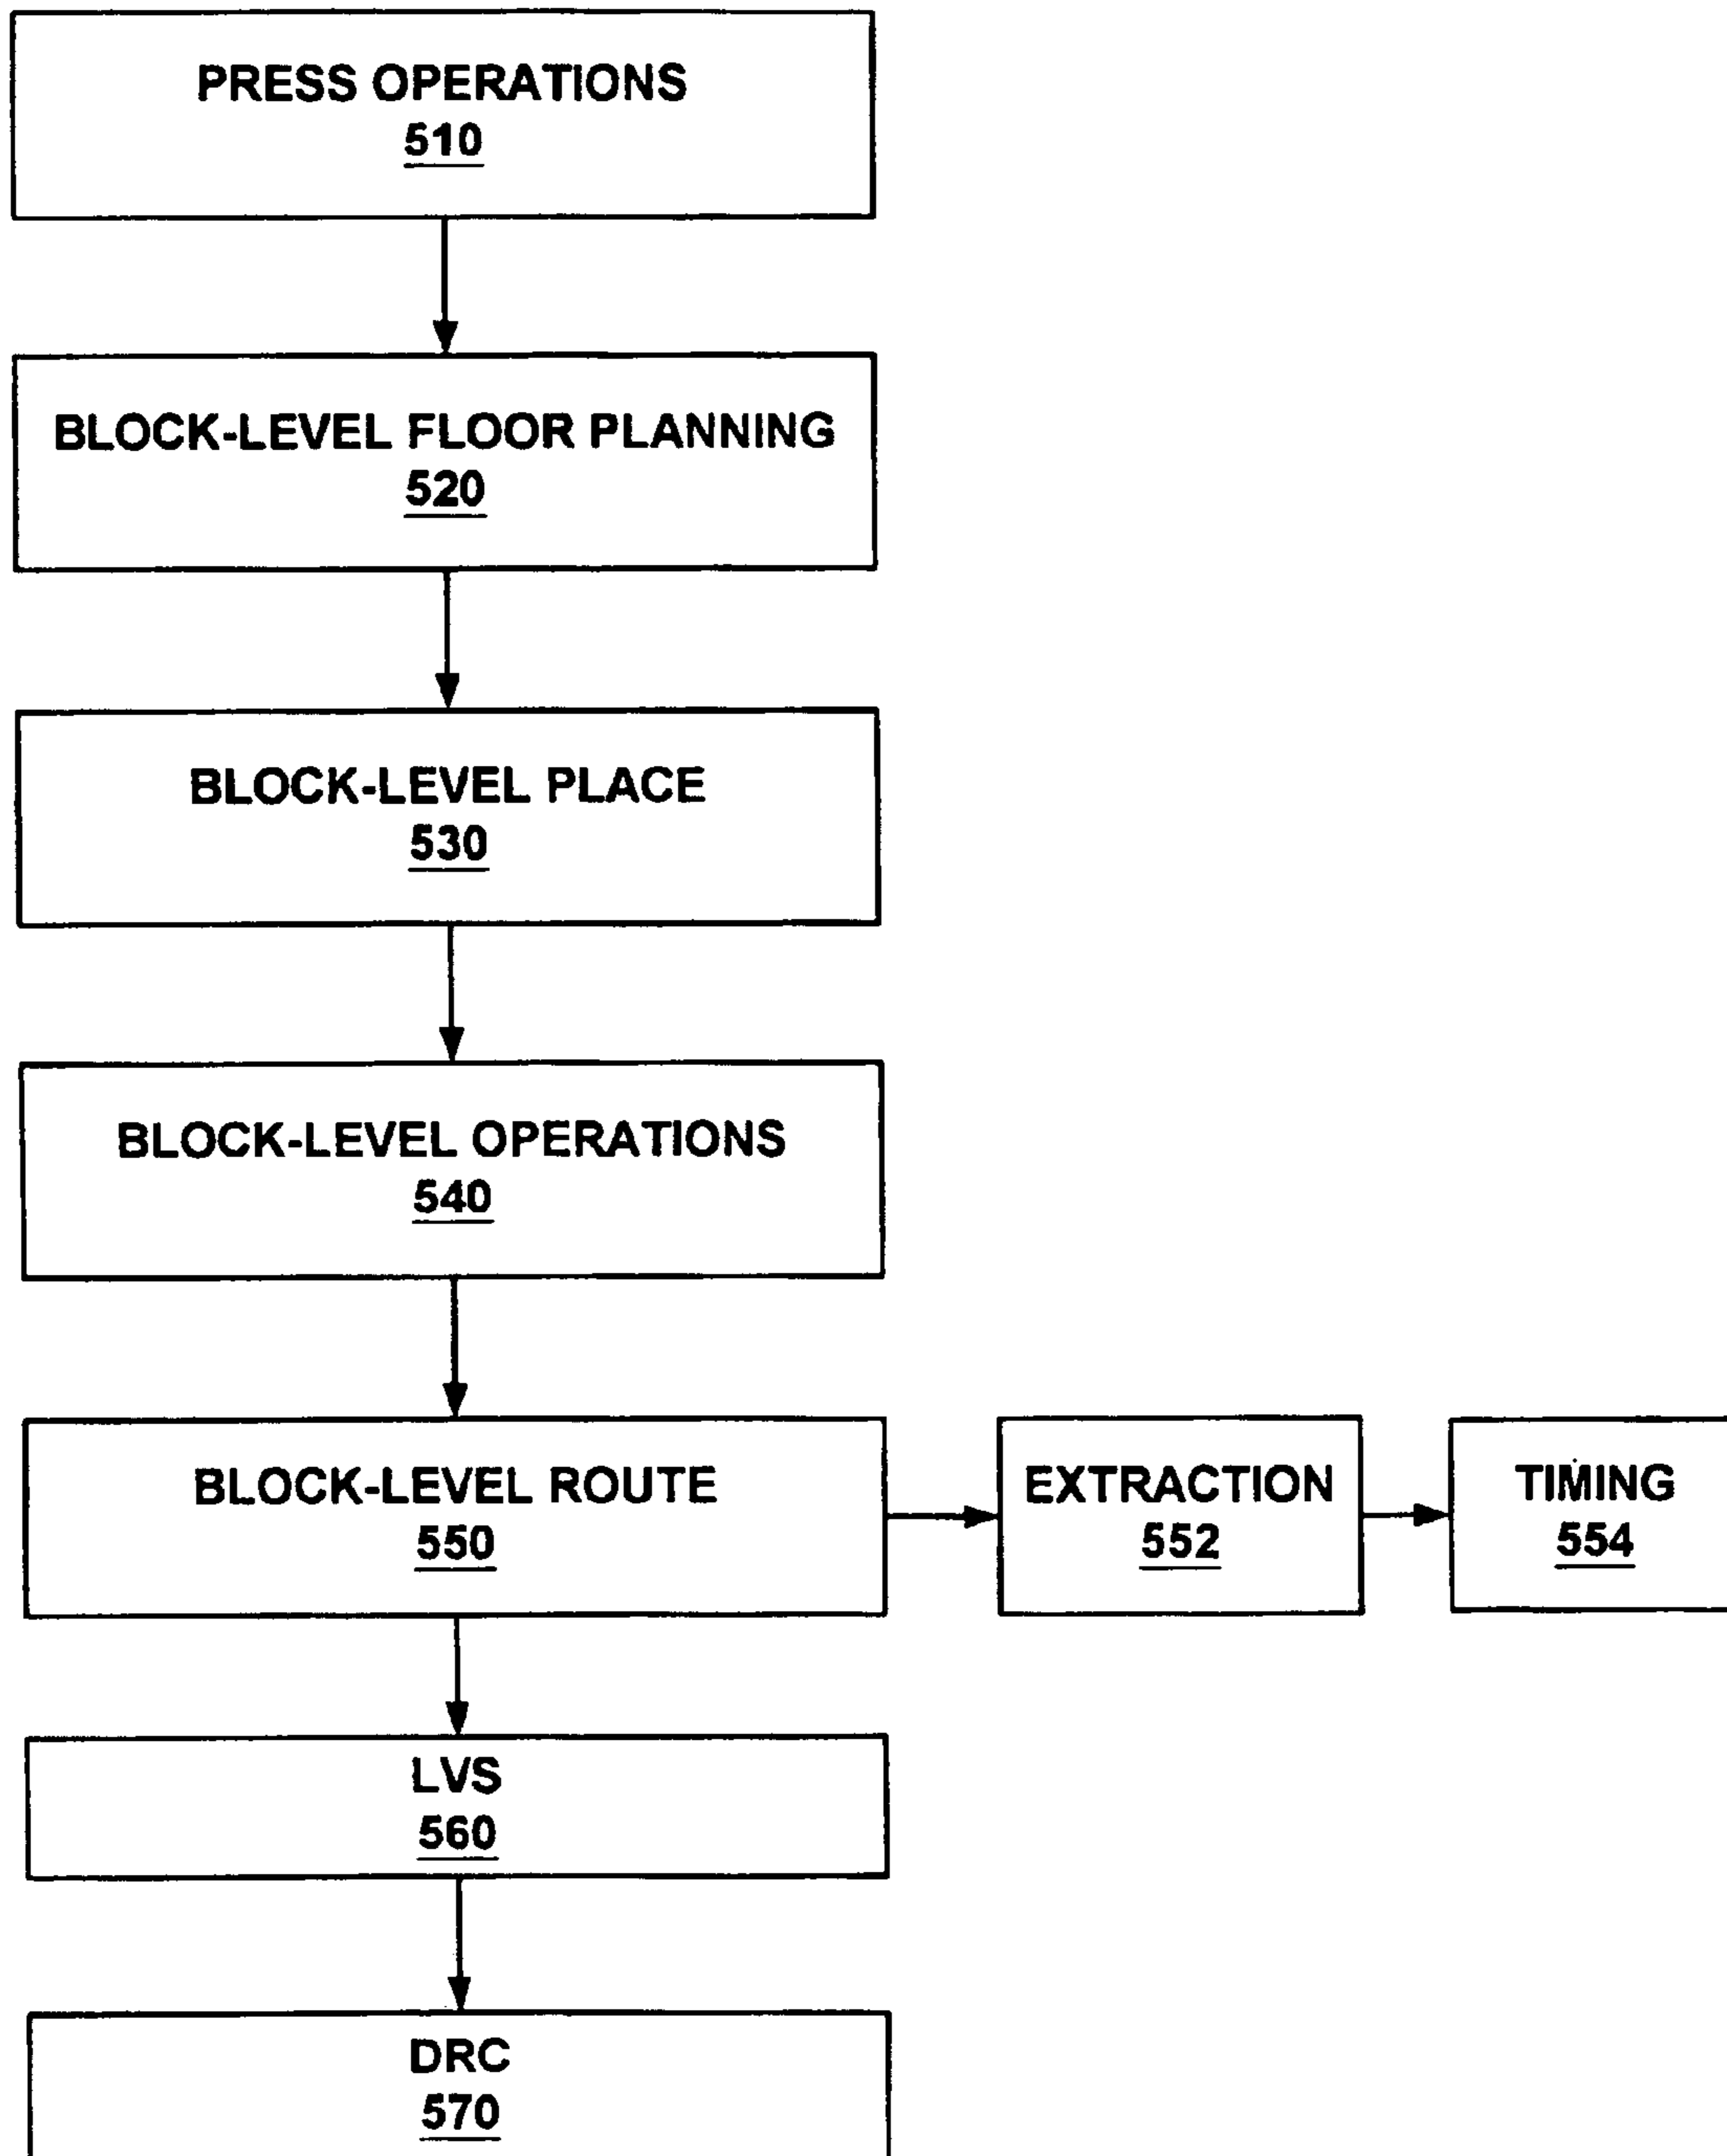 PRESS OPERATIONS
510
BLOCK-LEVEL FLOOR PLANNING
520
BLOCK-LEVEL PLACE
530
BLOCK-LEVEL OPERATIONS
540
BLOCK-LEVEL ROUTE
550
EXTRACTION
552
TIMING
554
LVS
560
DRC
570